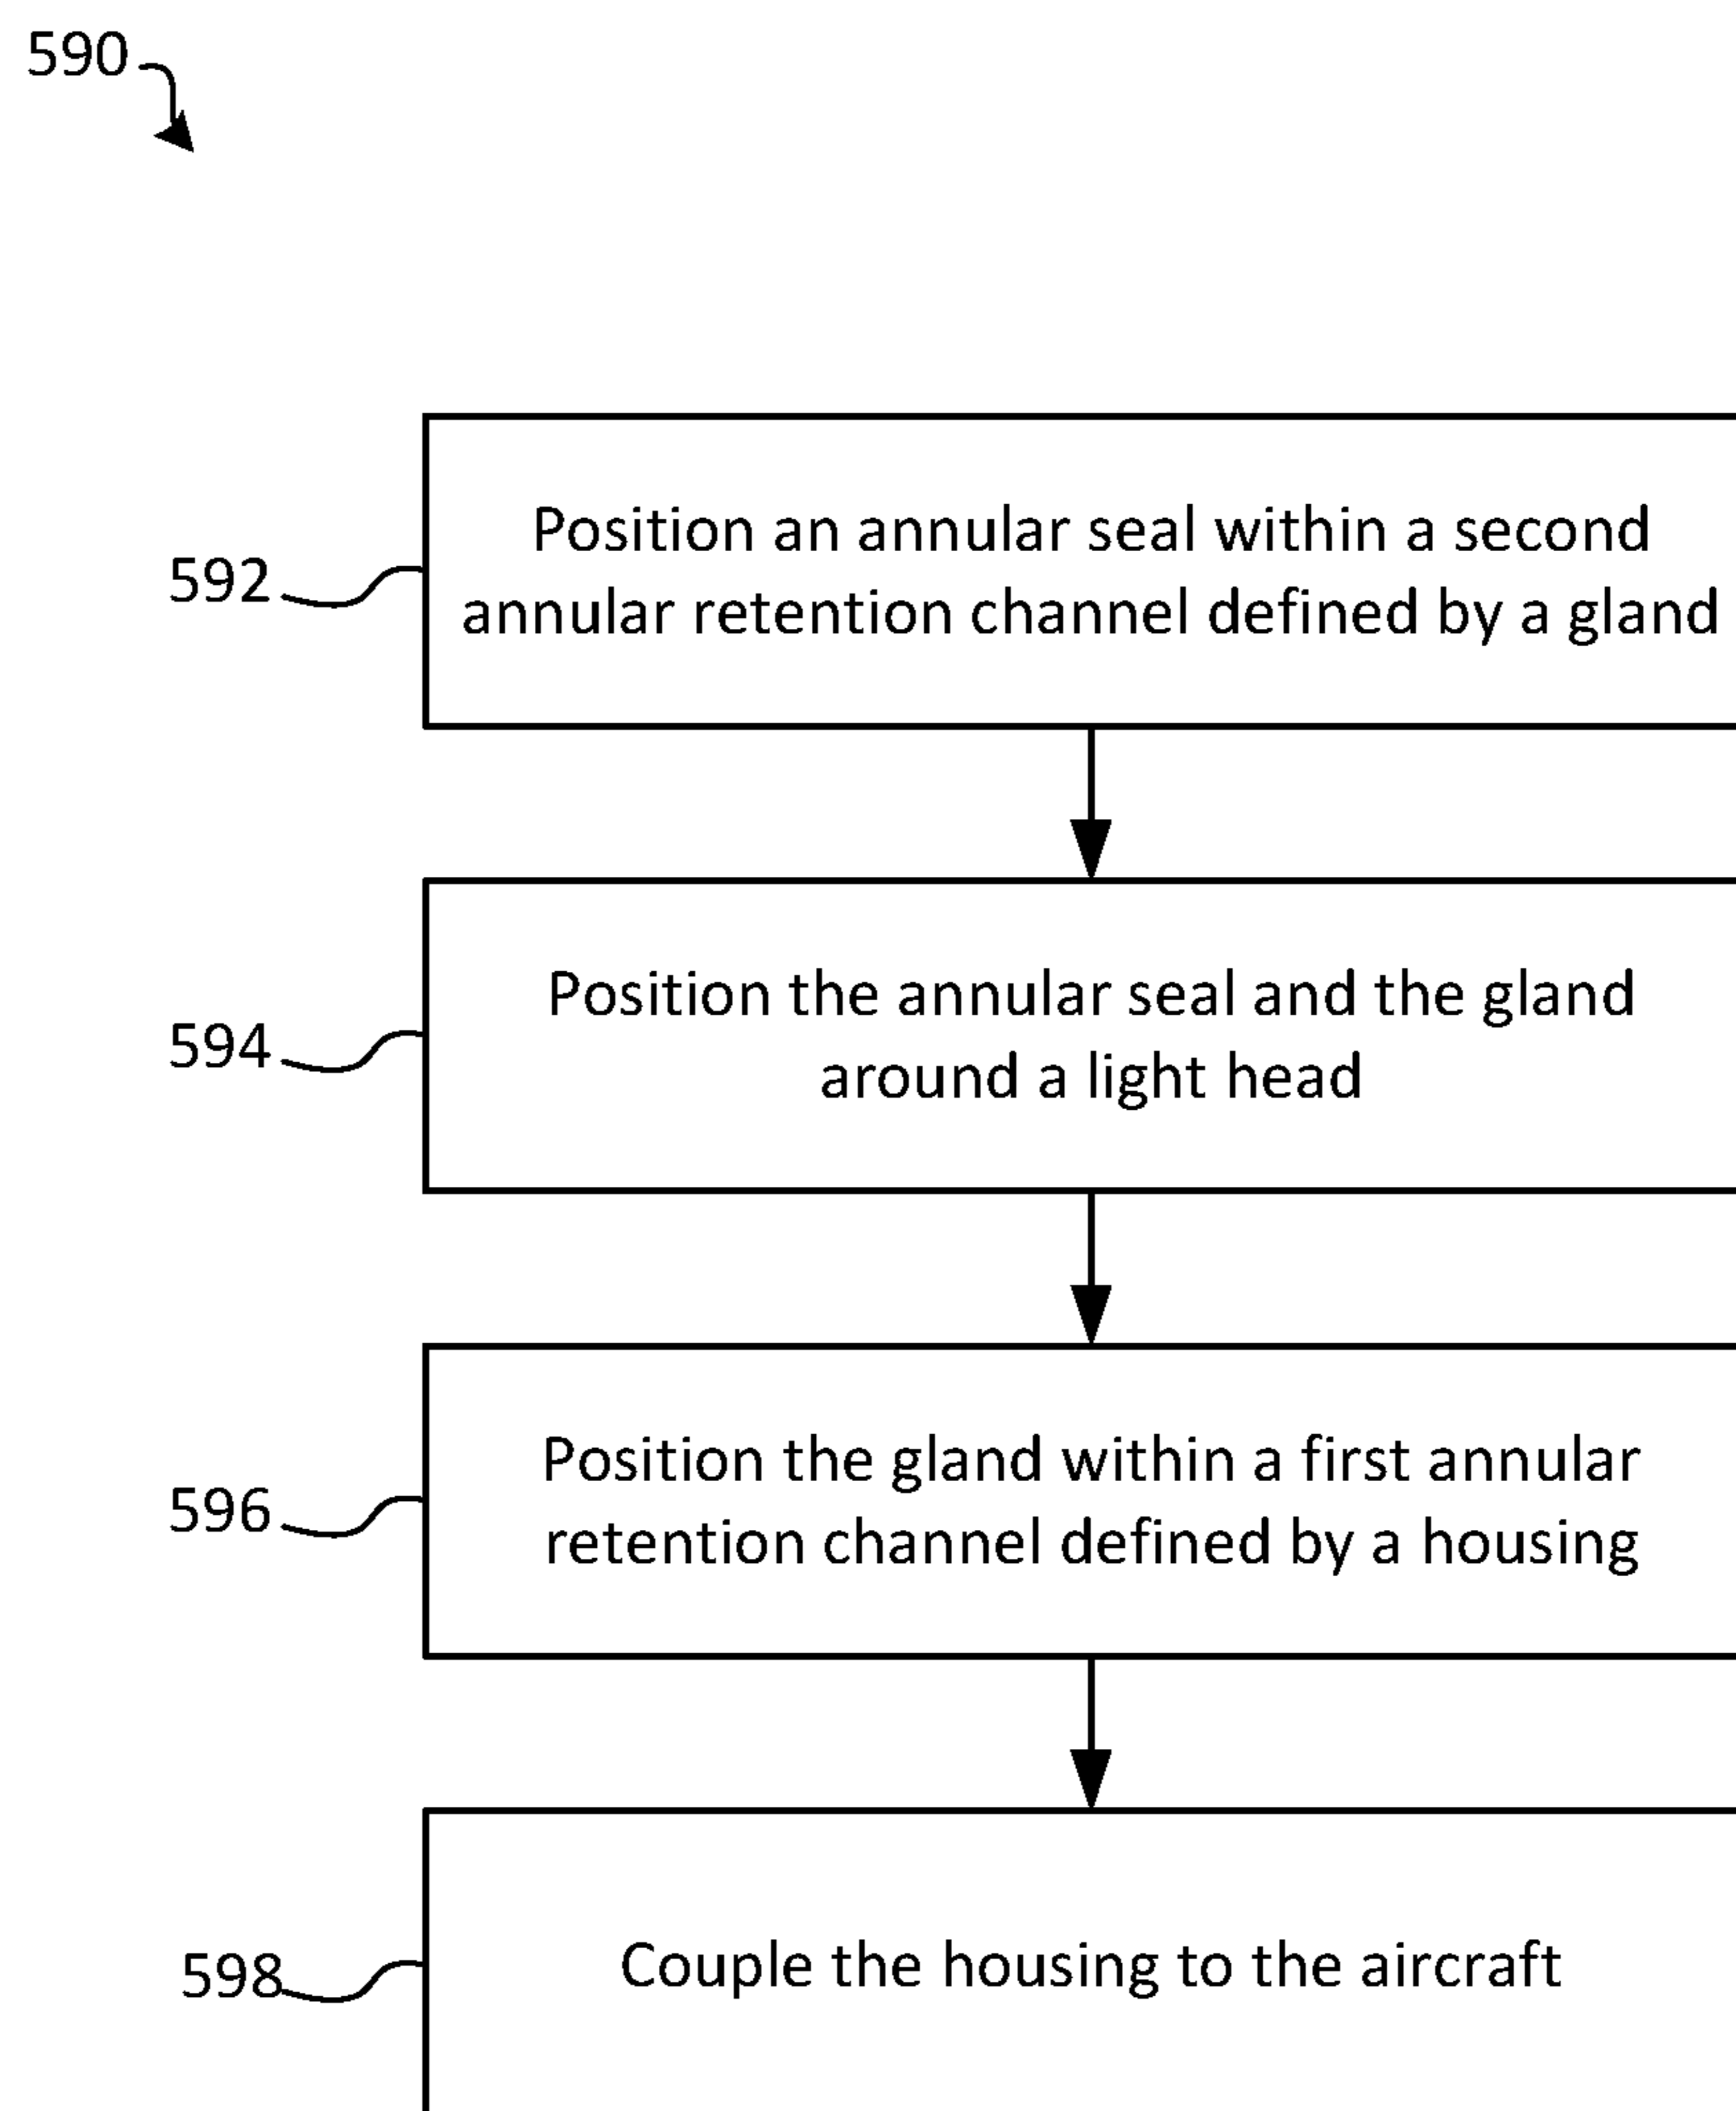 590
592
Position an annular seal within a second
annular retention channel defined by a gland
594
Position the annular seal and the gland
around a light head
596
Position the gland within a first annular
retention channel defined by a housing
598
Couple the housing to the aircraft